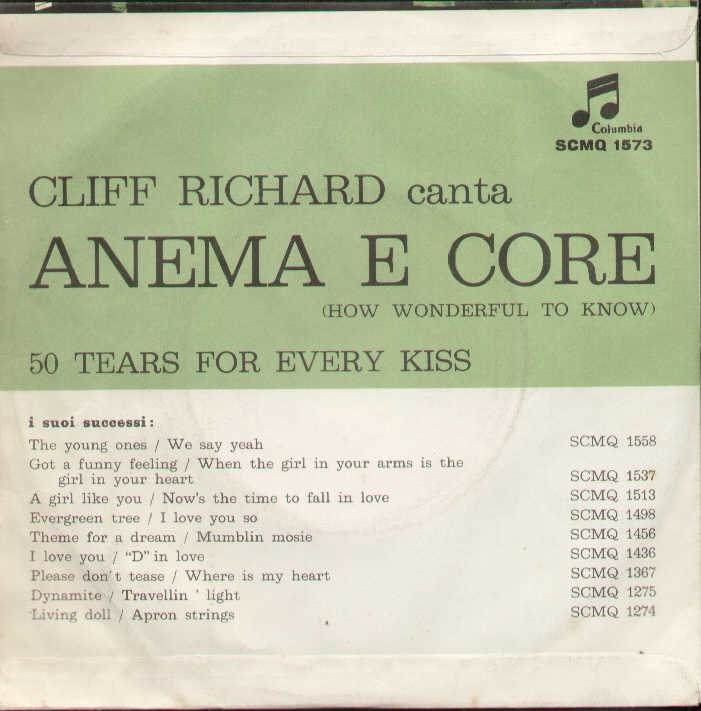 Columbia
SCMQ 1573
CLIFF RICHARD canta
ANEMA E CORE
(HOW WONDERFUL TO KNOW)
50 TEARS FOR EVERY KISS
i suoi successi:
The young ones / We say yeah SCMQ 1558
Got a funny feeling / When the girl in your arms is the
girl in your heart SCMQ 1537
A girl like you / Now's the time to fall in love SCMQ 1513
Evergreen tree / I love you so SCMQ 1498
Theme for a dream / Mumblin mosie SCMQ 1456
I love you / "D" in love SCMQ 1436
Please don't tease / Where is my heart SCMQ 1367
Dynamite / Travellin ' light SCMQ 1275
Living doll / Apron strings SCMQ 1274